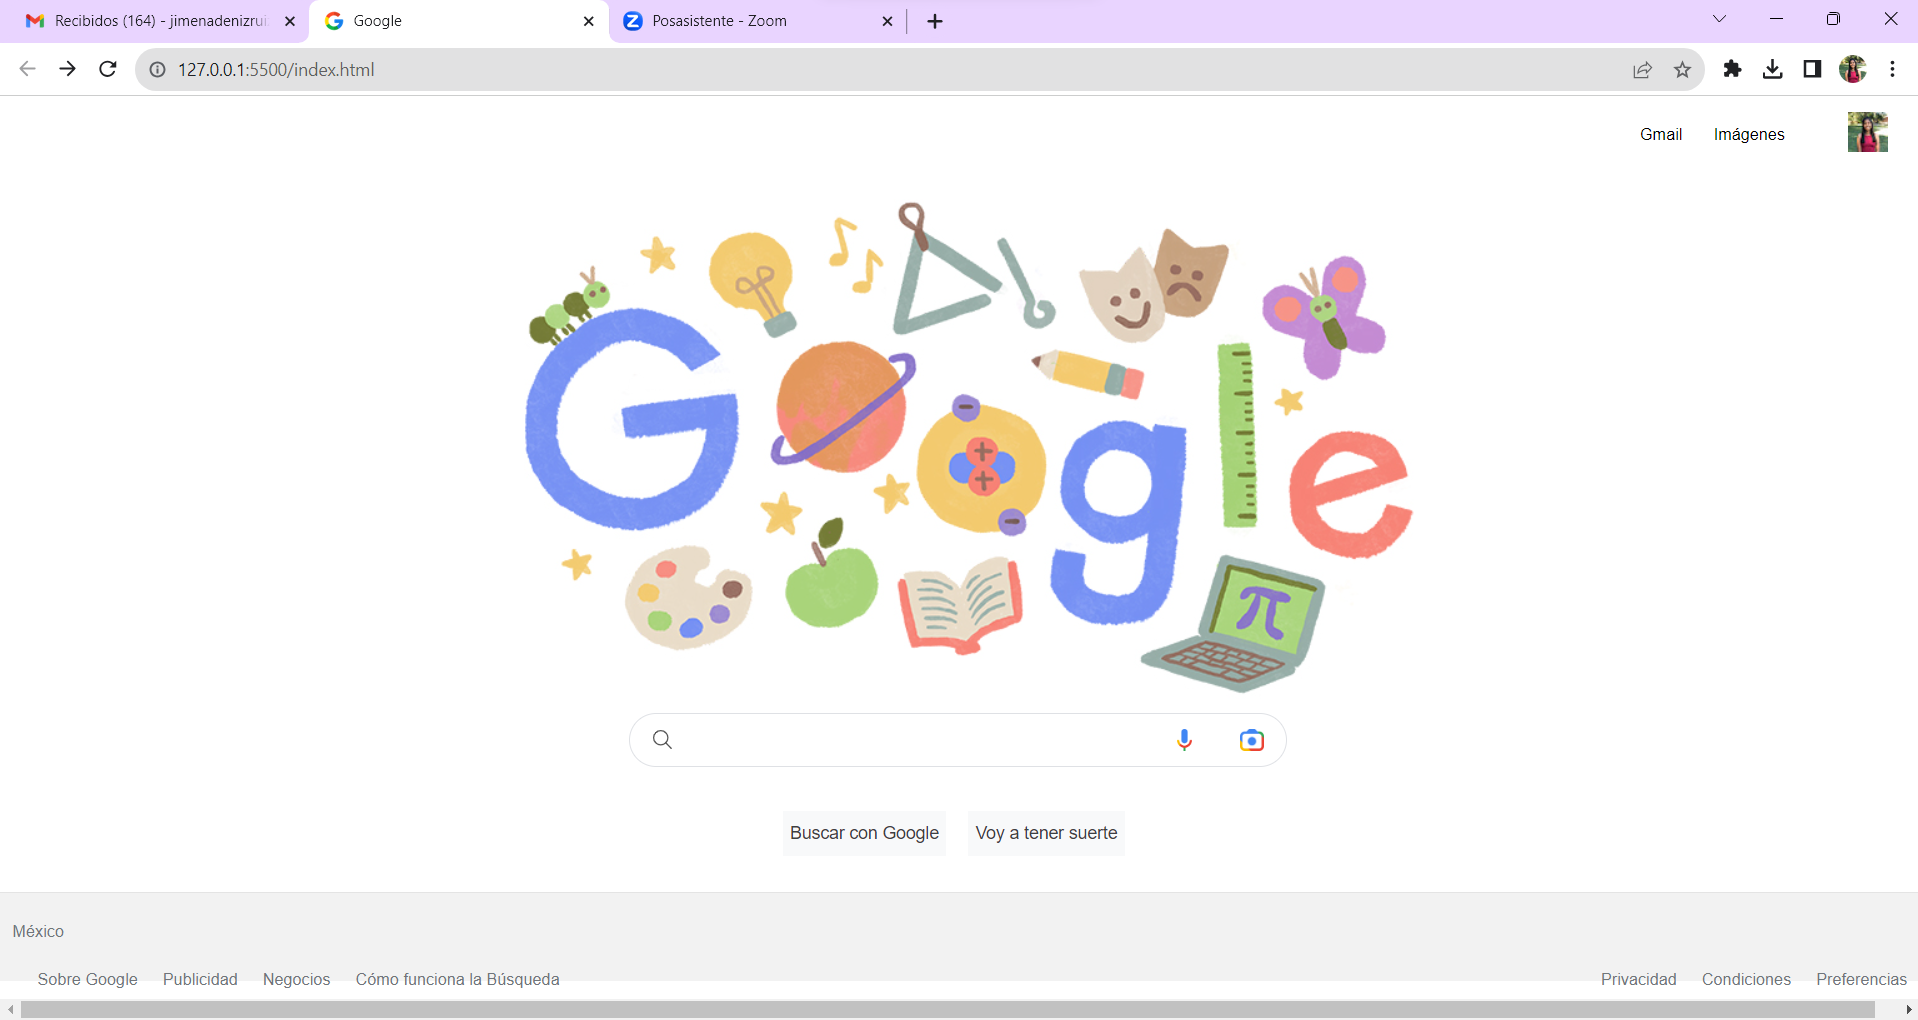 Recibidos (164) - jimenadenizrui
Google
Posasistente - Zoom
127.0.0.1:5500/index.html
Gmail Imágenes
Google
π
Buscar con Google Voy a tener suerte
México
Sobre Google Publicidad Negocios Cómo funciona la Búsqueda Privacidad Condiciones Preferencias